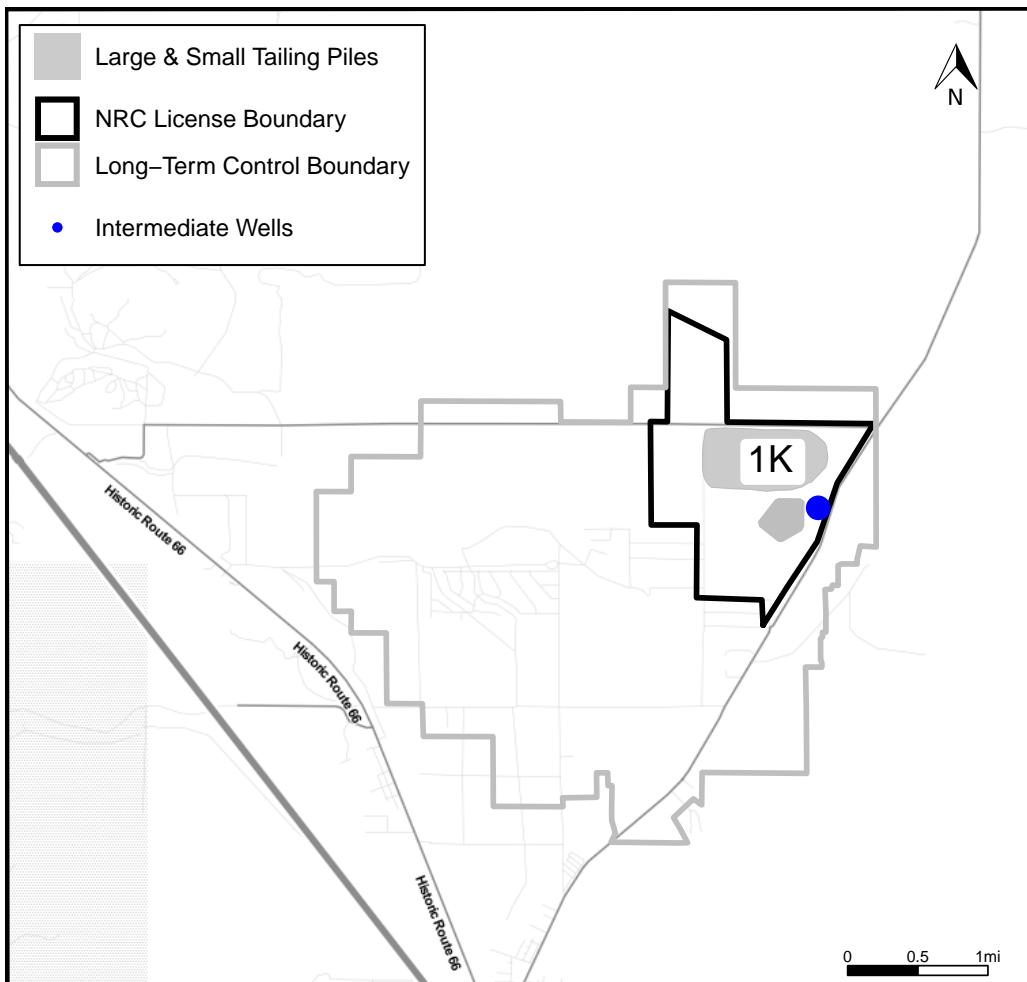 Large & Small Tailing Piles
NRC License Boundary
Long−Term Control Boundary
Intermediate Wells
N
1K
Historic Route 66
Historic Route 66
Historic Route 66
0 0.5 1mi